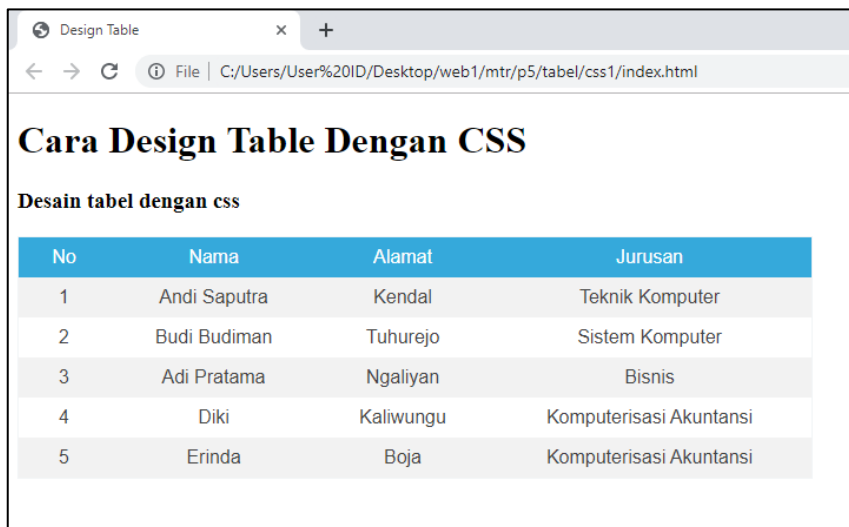 Design Table
File C:/Users/User%20ID/Desktop/web1/mtr/p5/tabel/css1/index.html
Cara Design Table Dengan CSS
Desain tabel dengan css
No Nama Alamat Jurusan
1 Andi Saputra Kendal Teknik Komputer
2 Budi Budiman Tuhurejo Sistem Komputer
3 Adi Pratama Ngaliyan Bisnis
4 Diki Kaliwungu Komputerisasi Akuntansi
5 Erinda Boja Komputerisasi Akuntansi